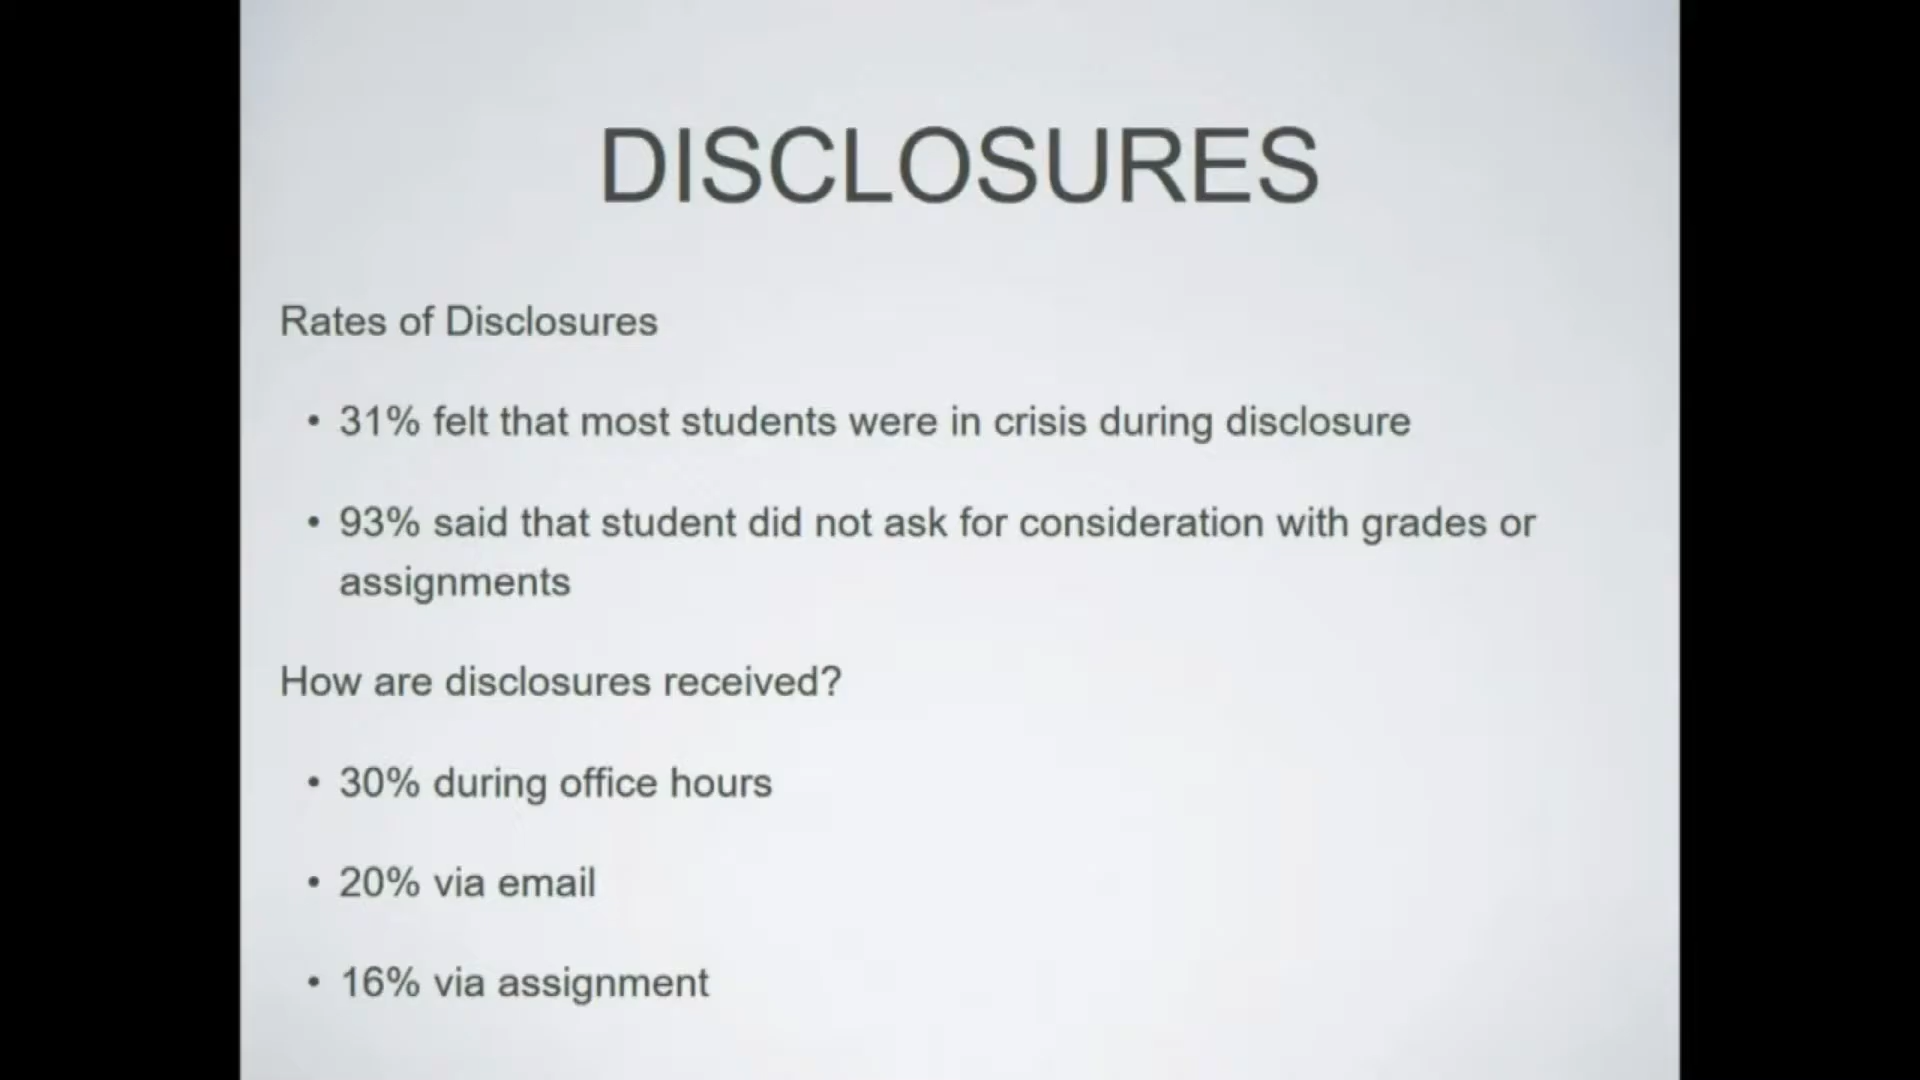 DISCLOSURES
Rates of Disclosures
• 31% felt that most students were in crisis during disclosure
• 93% said that student did not ask for consideration with grades or
assignments
How are disclosures received?
• 30% during office hours
• 20% via email
• 16% via assignment